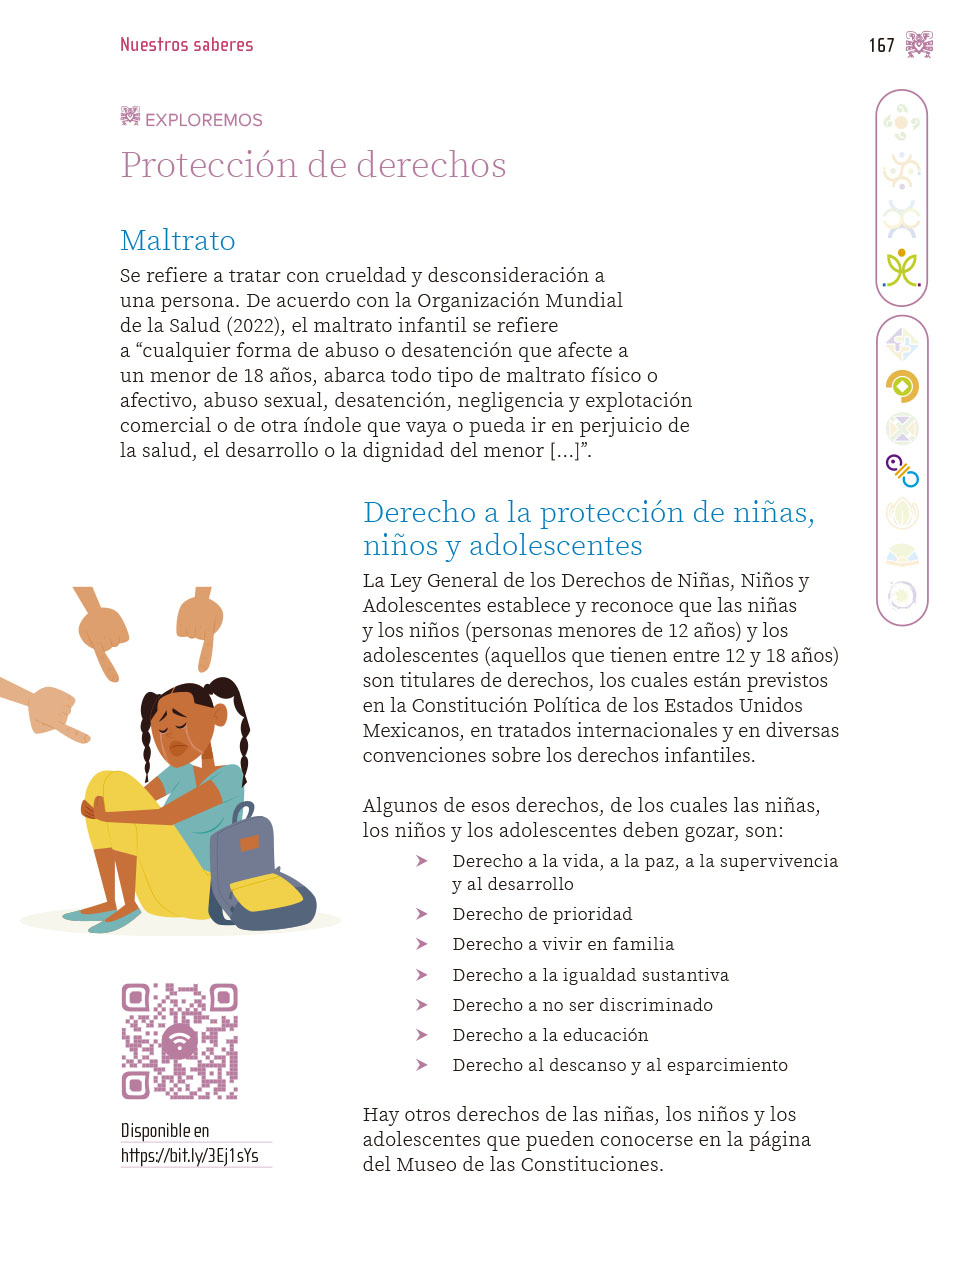 Nuestros saberes
167
EXPLOREMOS
Protección de derechos
Maltrato
Se refiere a tratar con crueldad y desconsideración a
una persona. De acuerdo con la Organización Mundial
de la Salud (2022), el maltrato infantil se refiere
a “cualquier forma de abuso o desatención que afecte a
un menor de 18 años, abarca todo tipo de maltrato físico o
afectivo, abuso sexual, desatención, negligencia y explotación
comercial o de otra índole que vaya o pueda ir en perjuicio de
la salud, el desarrollo o la dignidad del menor [...]”.
Derecho a la protección de niñas,
niños y adolescentes
La Ley General de los Derechos de Niñas, Niños y
Adolescentes establece y reconoce que las niñas
y los niños (personas menores de 12 años) y los
adolescentes (aquellos que tienen entre 12 y 18 años)
son titulares de derechos, los cuales están previstos
en la Constitución Política de los Estados Unidos
Mexicanos, en tratados internacionales y en diversas
convenciones sobre los derechos infantiles.
Algunos de esos derechos, de los cuales las niñas,
los niños y los adolescentes deben gozar, son:
➤ Derecho a la vida, a la paz, a la supervivencia
y al desarrollo
➤ Derecho de prioridad
➤ Derecho a vivir en familia
➤ Derecho a la igualdad sustantiva
➤ Derecho a no ser discriminado
➤ Derecho a la educación
➤ Derecho al descanso y al esparcimiento
Hay otros derechos de las niñas, los niños y los
adolescentes que pueden conocerse en la página
del Museo de las Constituciones.
Disponible en
https://bit.ly/3Ej1sYs